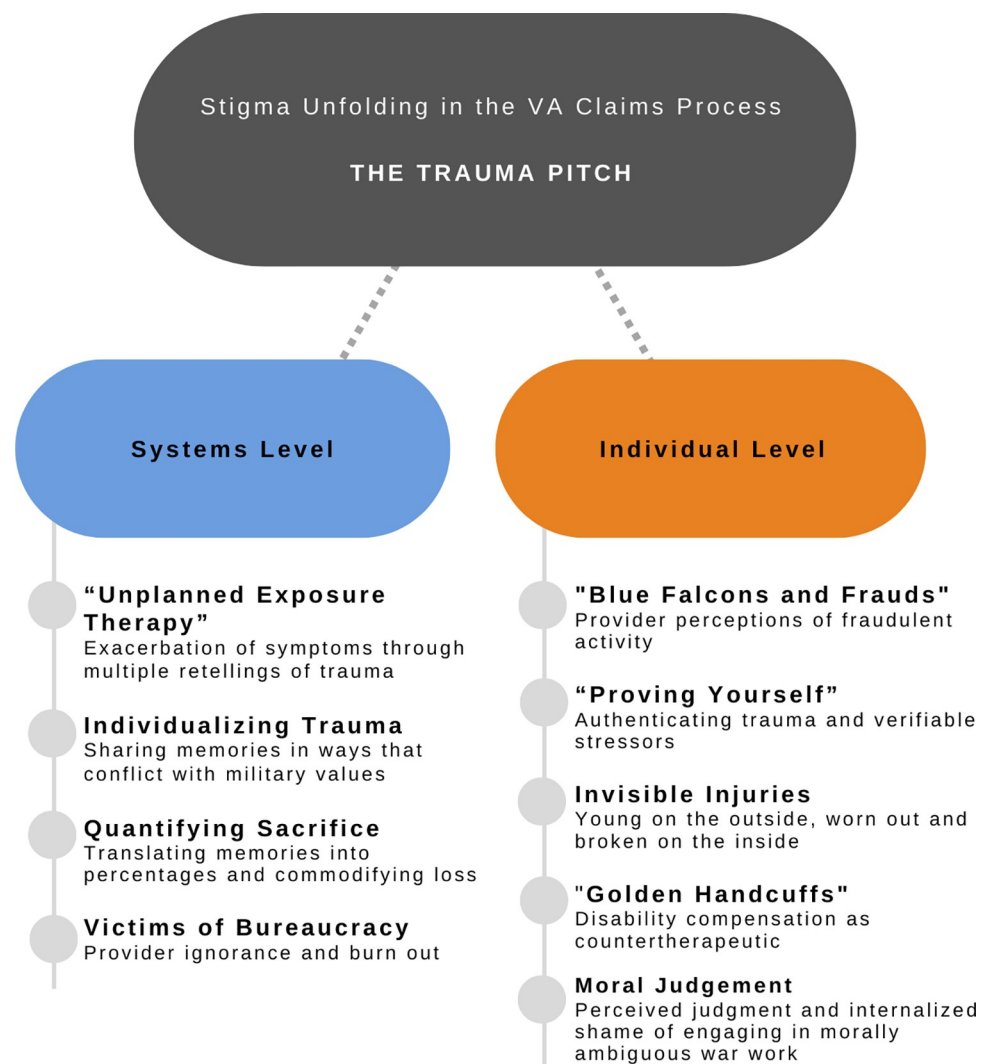 Stigma Unfolding in the VA Claims Process
THE TRAUMA PITCH
Systems Level
“Unplanned Exposure
Therapy”
Exacerbation of symptoms through
multiple retellings of trauma
Individualizing Trauma
Sharing memories in ways that
conflict with military values
Quantifying Sacrifice
Translating memories into
percentages and commodifying loss
Victims of Bureaucracy
Provider ignorance and burn out
Individual Level
"Blue Falcons and Frauds"
Provider perceptions of fraudulent
activity
“Proving Yourself”
Authenticating trauma and verifiable
stressors
Invisible Injuries
Young on the outside, worn out and
broken on the inside
"Golden Handcuffs"
Disability compensation as
countertherapeutic
Moral Judgement
Perceived judgment and internalized
shame of engaging in morally
ambiguous war work